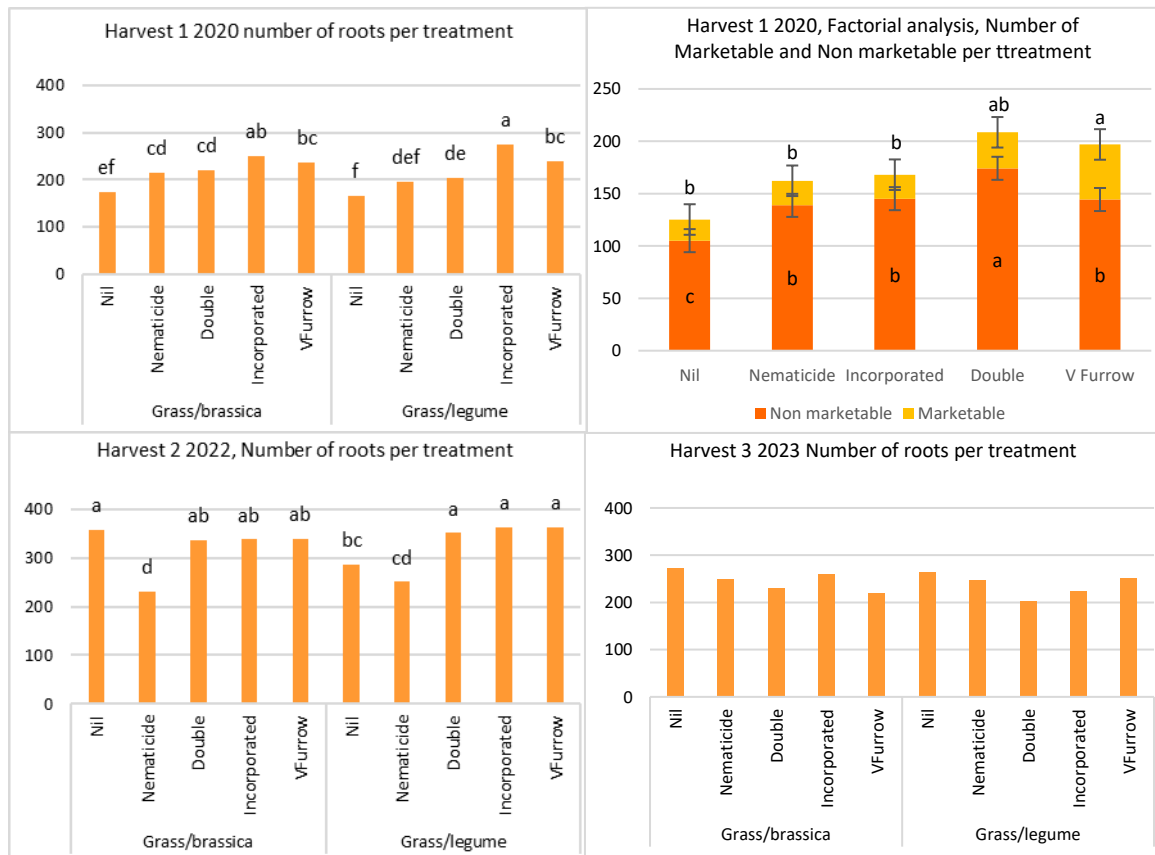 Harvest 1 2020 number of roots per treatment
400
300
200
100
0
ef
cd
cd
ab
bc
f
def
de
a
bc
Nil
Nematicide
Double
Incorporated
VFurrow
Nil
Nematicide
Double
Incorporated
VFurrow
Grass/brassica
Grass/legume
Harvest 1 2020, Factorial analysis, Number of
Marketable and Non marketable per ttreatment
250
200
150
100
50
0
b
b
b
ab
a
c
b
b
a
b
Nil
Nematicide
Incorporated
Double
V Furrow
Non marketable
Marketable
Harvest 2 2022, Number of roots per treatment
400
300
200
100
0
a
d
ab
ab
ab
bc
cd
a
a
a
Nil
Nematicide
Double
Incorporated
VFurrow
Nil
Nematicide
Double
Incorporated
VFurrow
Grass/brassica
Grass/legume
Harvest 3 2023 Number of roots per treatment
400
300
200
100
0
Nil
Nematicide
Double
Incorporated
VFurrow
Nil
Nematicide
Double
Incorporated
VFurrow
Grass/brassica
Grass/legume